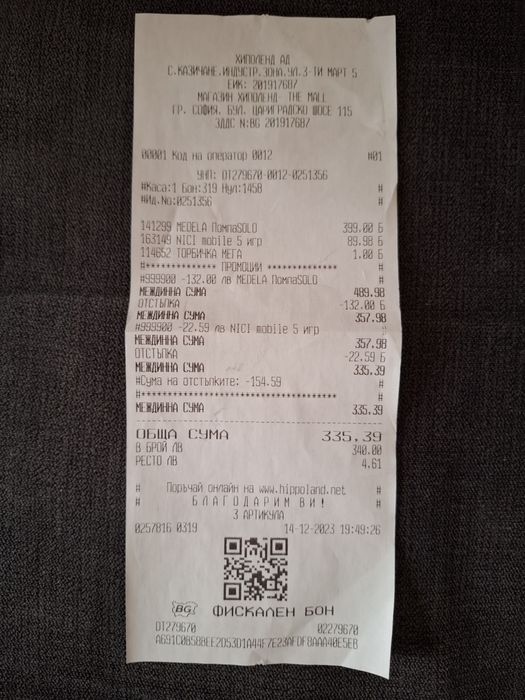 ХИПОЛЕНД АД
С.КАЗИЧАНЕ.ИНДУСТР.ЗОНА.УЛ.3-ТИ МАРТ 5
ЕИК: 201917687
МАГАЗИН ХИПОЛЕНД- THE MALL
ГР. СОФИЯ. БУЛ. ЦАРИГРАДСКО ШОСЕ 115
ЗДДС N:BG 201917687
00001 Код на оператор 0012 #01
УНП: DT279670-0012-0251356
#Каса:1 Бон:319 Нул:1458 #
#Ид.No:0251356 #
141299 MEDELA ПомпаSOLO 399.00 Б
163149 NICI mobile 5 игр 89.98 Б
114652 ТОРБИЧКА МЕГА 1.00 Б
#************** ПРОМОЦИИ ************** #
#999900 -132.00 лв MEDELA ПомпаSOLO #
МЕЖДИННА СУМА 489.98
ОТСТЪПКА -132.00 Б
МЕЖДИННА СУМА 357.98
#999900 -22.59 лв NICI mobile 5 игр #
МЕЖДИННА СУМА 357.98
ОТСТЪПКА -22.59 Б
МЕЖДИННА СУМА 335.39
#Сума на отстъпките: -154.59 #
#************************************** #
МЕЖДИННА СУМА 335.39
ОБЩА СУМА 335.39
В БРОЙ ЛВ 340.00
РЕСТО ЛВ 4.61
# Поръчай онлайн на www.hippoland.net #
# Б Л А Г О Д А Р И М В И ! #
3 АРТИКУЛА
0257816 0319 14-12-2023 19:49:26
BG ФИСКАЛЕН БОН
DT279670 02279670